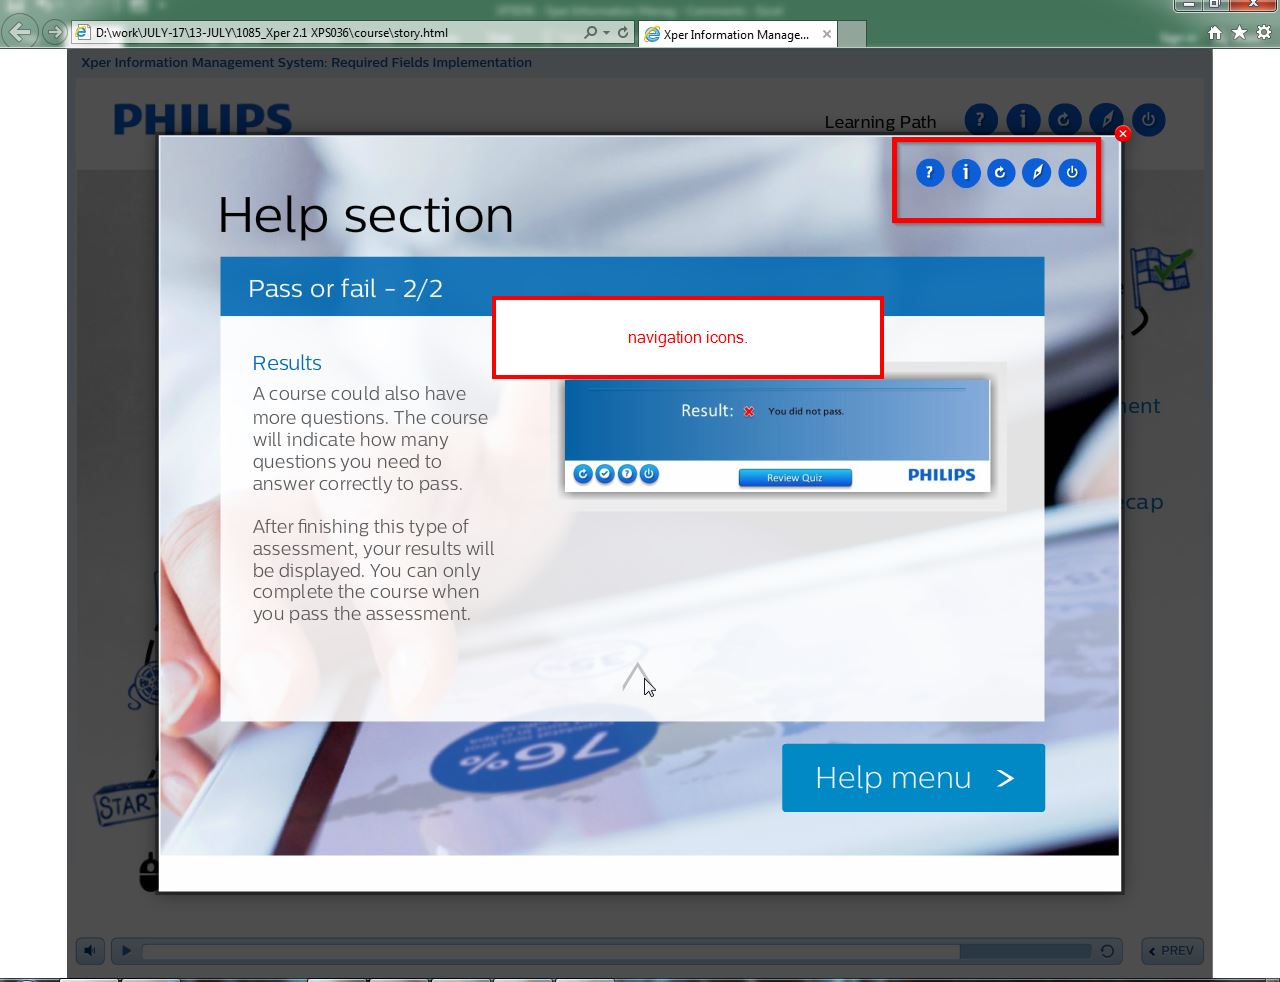 D:\work\JULY-17\13-JULY\1085_Xper 2.1 XPS036\course\story.html
Xper Information Manage...
Xper Information Management System: Required Fields Implementation
PHILIPS
Learning Path
Help section
Pass or fail - 2/2
navigation icons.
Results
A course could also have
more questions. The course
will indicate how many
questions you need to
answer correctly to pass.
After finishing this type of
assessment, your results will
be displayed. You can only
complete the course when
you pass the assessment.
Result:
You did not pass.
Review Quiz
PHILIPS
76%
Help menu
START
PREV